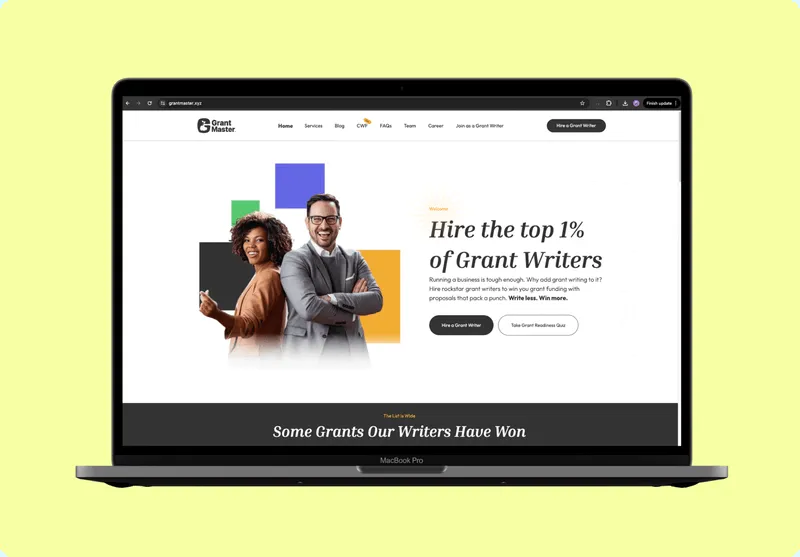 grantmaster.xyz
Finish update
Grant
Master.
Home Services Blog CWF FAQs Team Career Join as a Grant Writer
Hire a Grant Writer
Welcome
Hire the top 1%
of Grant Writers
Running a business is tough enough. Why add grant writing to it?
Hire rockstar grant writers to win you grant funding with
proposals that pack a punch. Write less. Win more.
Hire a Grant Writer
Take Grant Readiness Quiz
The List is Wide
Some Grants Our Writers Have Won
MacBook Pro